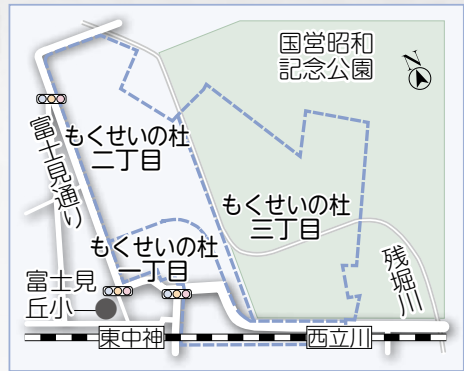 国営昭和
記念公園
N
もくせいの杜
二丁目
富士見通り
もくせいの杜
三丁目
もくせいの杜
一丁目
残堀川
富士見
丘小
東中神
西立川